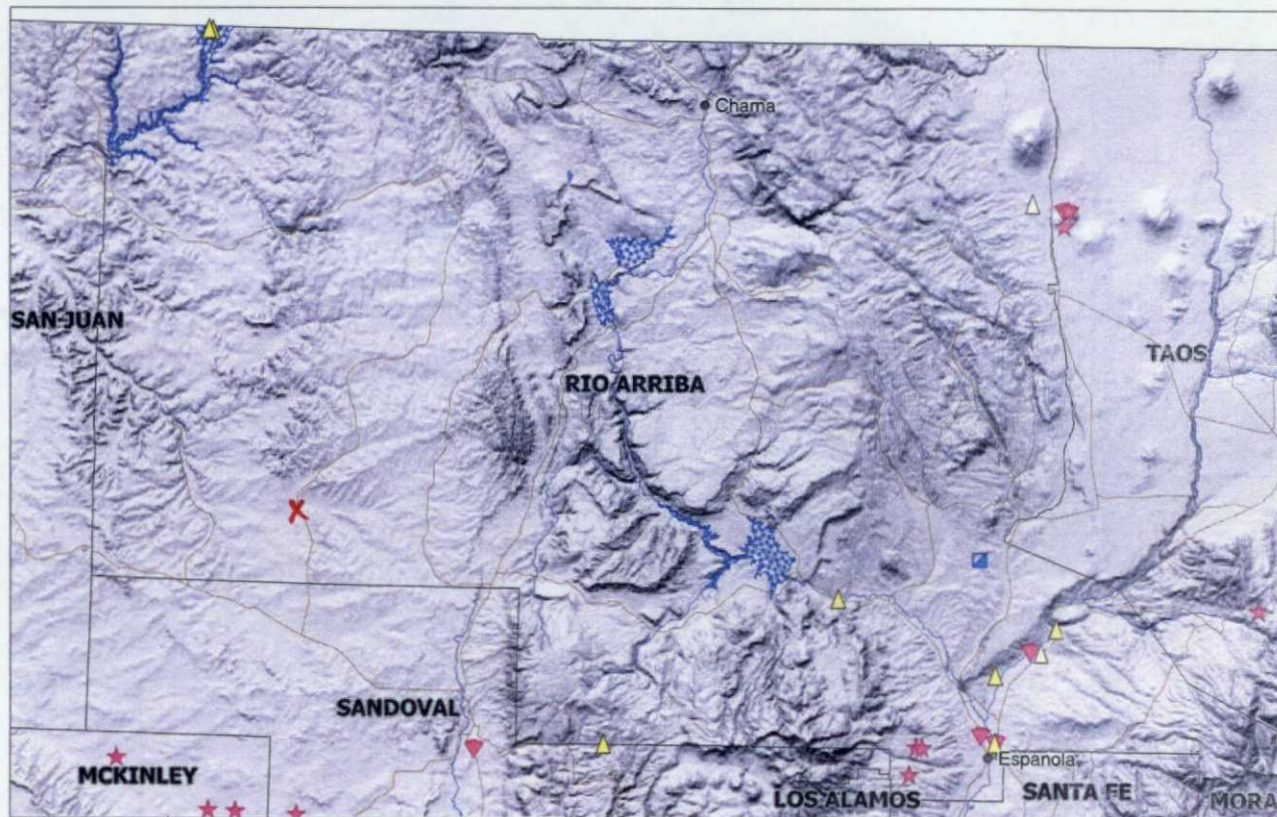 Chama
SAN JUAN
TAOS
RIO ARRIBA
X
SANDOVAL
MCKINLEY
Espanola
LOS ALAMOS
SANTA FE
MORA